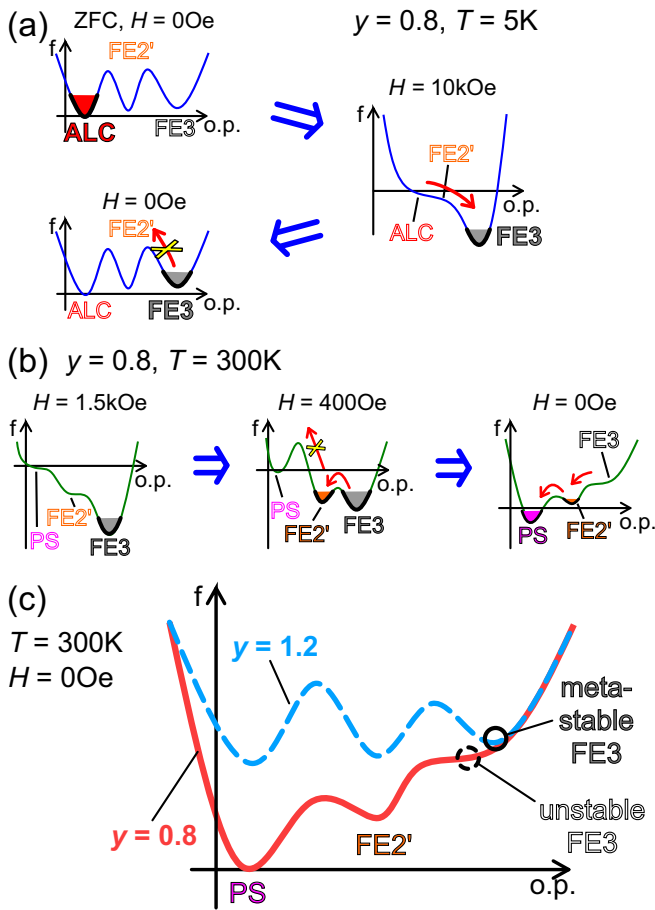 (a)
ZFC, H = 0Oe
y = 0.8, T = 5K
f
FE2'
ALC
FE3
o.p.
H = 10kOe
f
FE2'
ALC
FE3
o.p.
H = 0Oe
f
FE2'
ALC
FE3
o.p.
(b) y = 0.8, T = 300K
H = 1.5kOe
f
o.p.
FE2'
PS
FE3
H = 400Oe
f
o.p.
PS
FE2'
FE3
H = 0Oe
f
FE3
o.p.
PS
FE2'
(c)
f
T = 300K
H = 0Oe
y = 1.2
meta-
stable
FE3
y = 0.8
unstable
FE3
FE2'
PS
o.p.